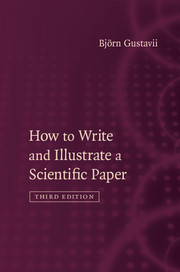 Björn Gustavii
How to Write
and Illustrate a
Scientific Paper
THIRD EDITION